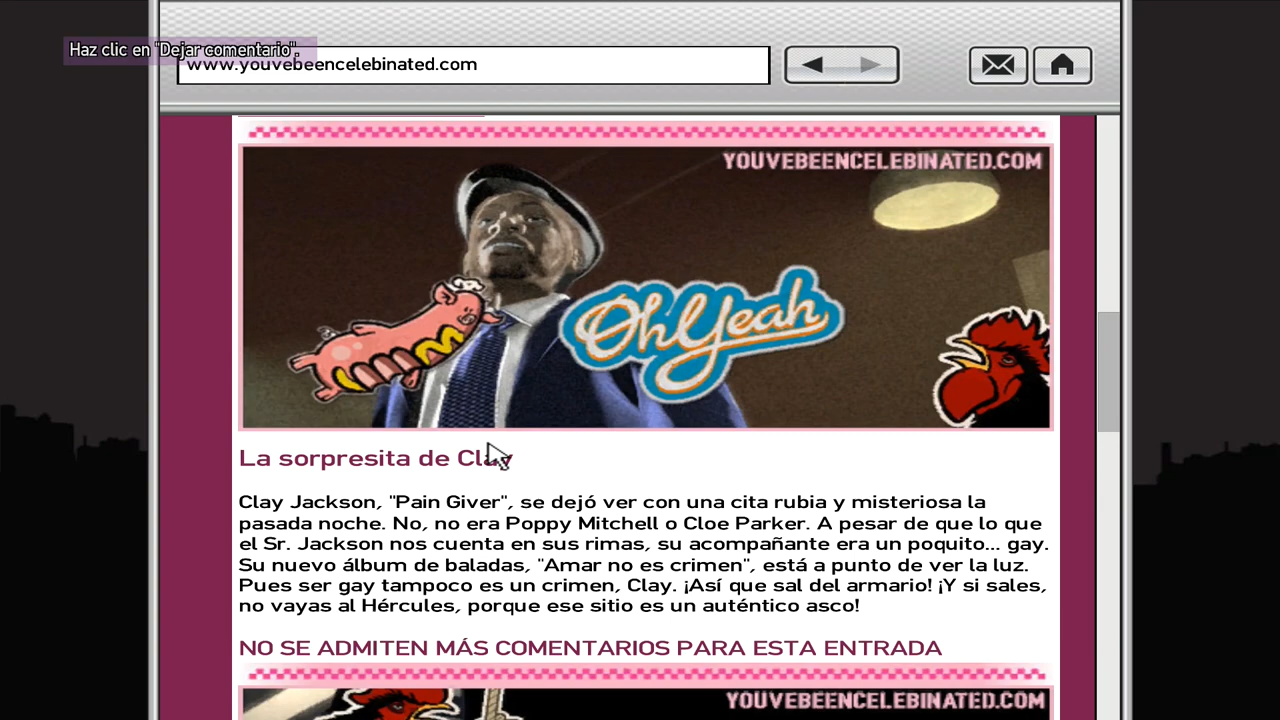 Haz clic en "Dejar comentario".
www.youvebeencelebinated.com
YOUVEBEENCELEBINATED.COM
Oh Yeah
La sorpresita de Clay
Clay Jackson, "Pain Giver", se dejó ver con una cita rubia y misteriosa la
pasada noche. No, no era Poppy Mitchell o Cloe Parker. A pesar de que lo que
el Sr. Jackson nos cuenta en sus rimas, su acompañante era un poquito... gay.
Su nuevo álbum de baladas, "Amar no es crimen", está a punto de ver la luz.
Pues ser gay tampoco es un crimen, Clay. ¡Así que sal del armario! ¡Y si sales,
no vayas al Hércules, porque ese sitio es un auténtico asco!
NO SE ADMITEN MÁS COMENTARIOS PARA ESTA ENTRADA
YOUVEBEENCELEBINATED.COM